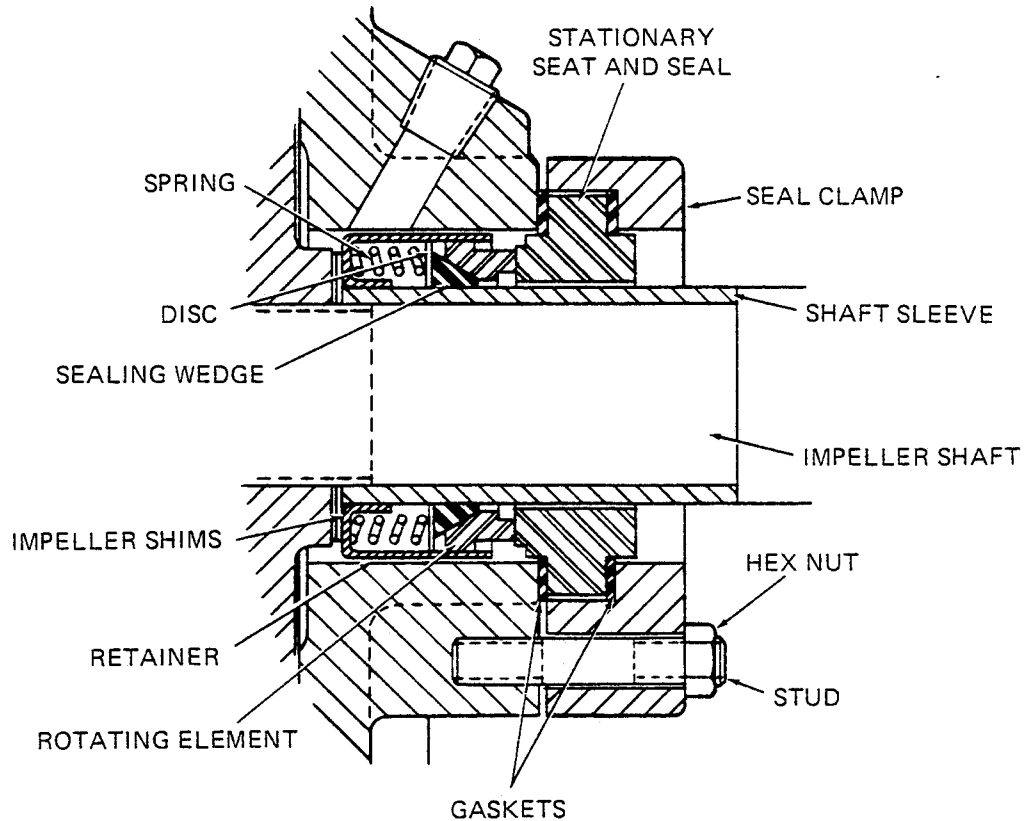 STATIONARY
SEAT AND SEAL
SPRING
SEAL CLAMP
DISC
SHAFT SLEEVE
SEALING WEDGE
IMPELLER SHAFT
IMPELLER SHIMS
HEX NUT
RETAINER
STUD
ROTATING ELEMENT
GASKETS